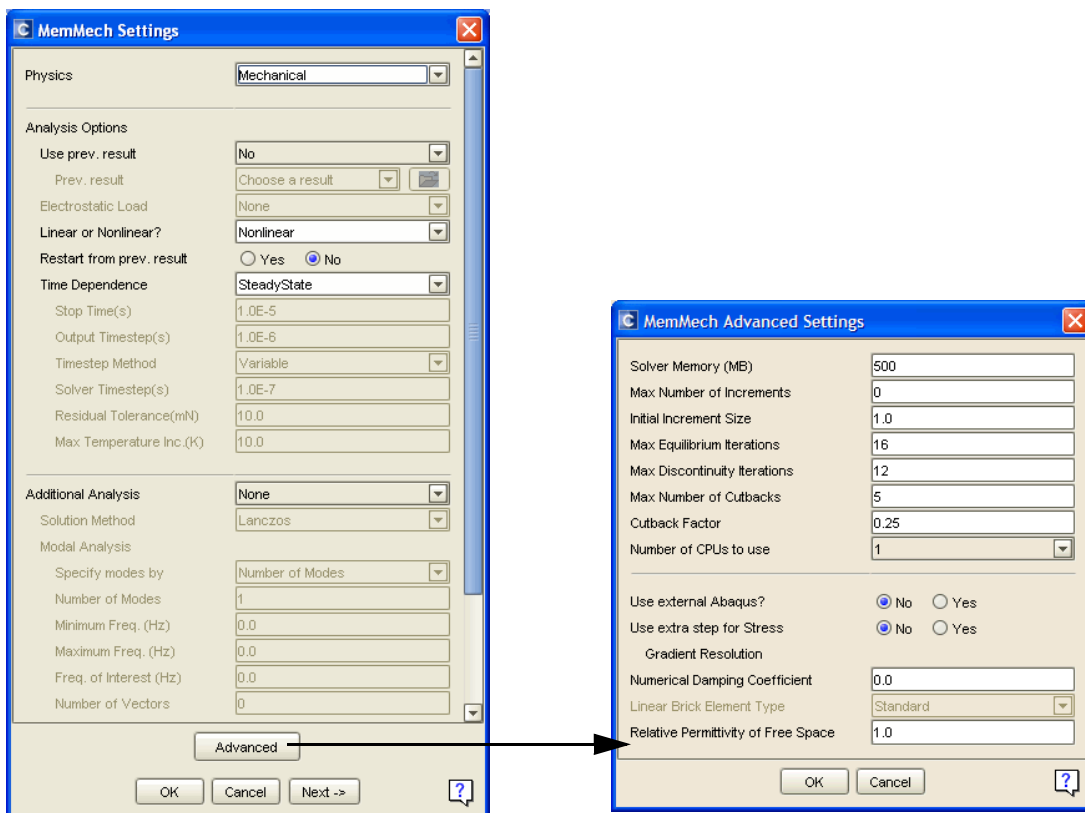 MemMech Settings
Physics Mechanical
Analysis Options
Use prev. result No
Prev. result Choose a result
Electrostatic Load None
Linear or Nonlinear? Nonlinear
Restart from prev. result Yes No
Time Dependence SteadyState
Stop Time(s) 1.0E-5
Output Timestep(s) 1.0E-6
Timestep Method Variable
Solver Timestep(s) 1.0E-7
Residual Tolerance(mN) 10.0
Max Temperature Inc.(K) 10.0
Additional Analysis None
Solution Method Lanczos
Modal Analysis
Specify modes by Number of Modes
Number of Modes 1
Minimum Freq. (Hz) 0.0
Maximum Freq. (Hz) 0.0
Freq. of Interest (Hz) 0.0
Number of Vectors 0
Advanced
OK Cancel Next -> ?
MemMech Advanced Settings
Solver Memory (MB) 500
Max Number of Increments 0
Initial Increment Size 1.0
Max Equilibrium Iterations 16
Max Discontinuity Iterations 12
Max Number of Cutbacks 5
Cutback Factor 0.25
Number of CPUs to use 1
Use external Abaqus? No Yes
Use extra step for Stress No Yes
Gradient Resolution
Numerical Damping Coefficient 0.0
Linear Brick Element Type Standard
Relative Permittivity of Free Space 1.0
OK Cancel ?